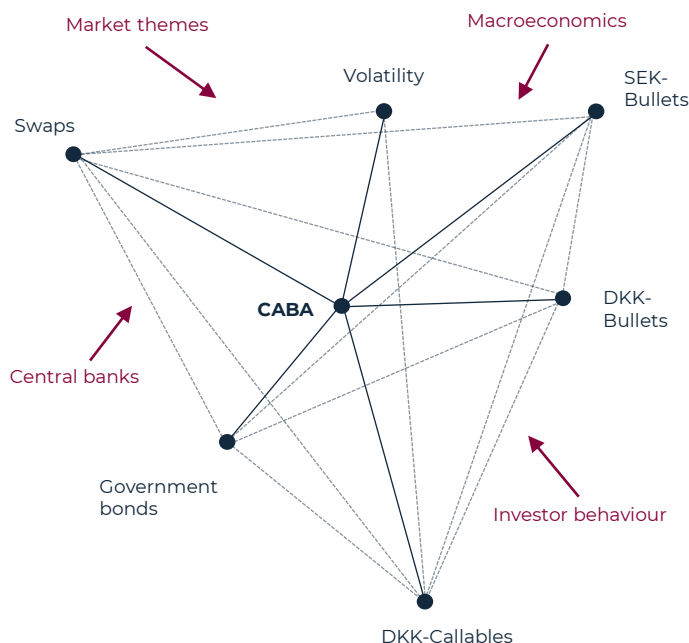 Market themes
Macroeconomics
Volatility
SEK-
Bullets
Swaps
CABA
DKK-
Bullets
Central banks
Government
bonds
Investor behaviour
DKK-Callables